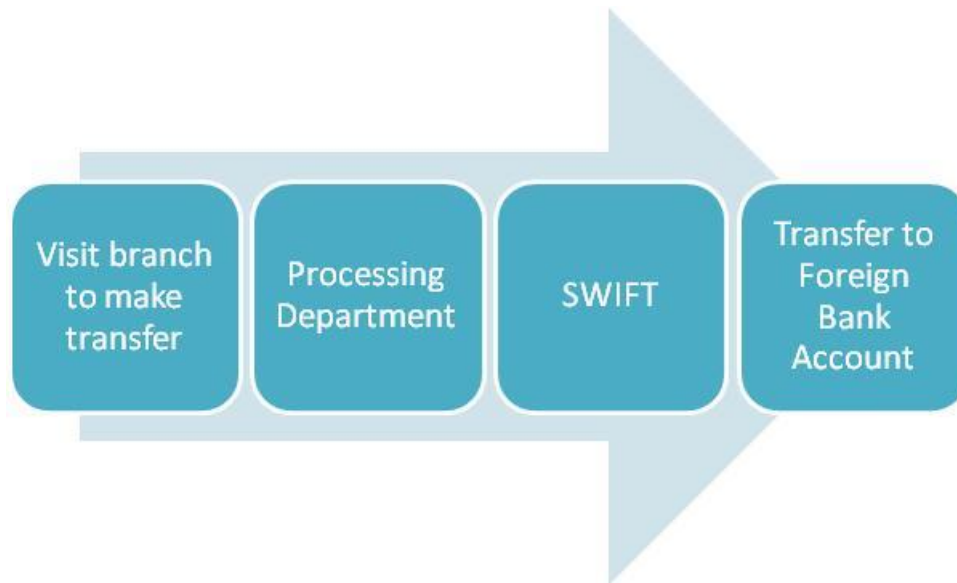 Visit branch
to make
transfer
Processing
Department
SWIFT
Transfer to
Foreign
Bank
Account